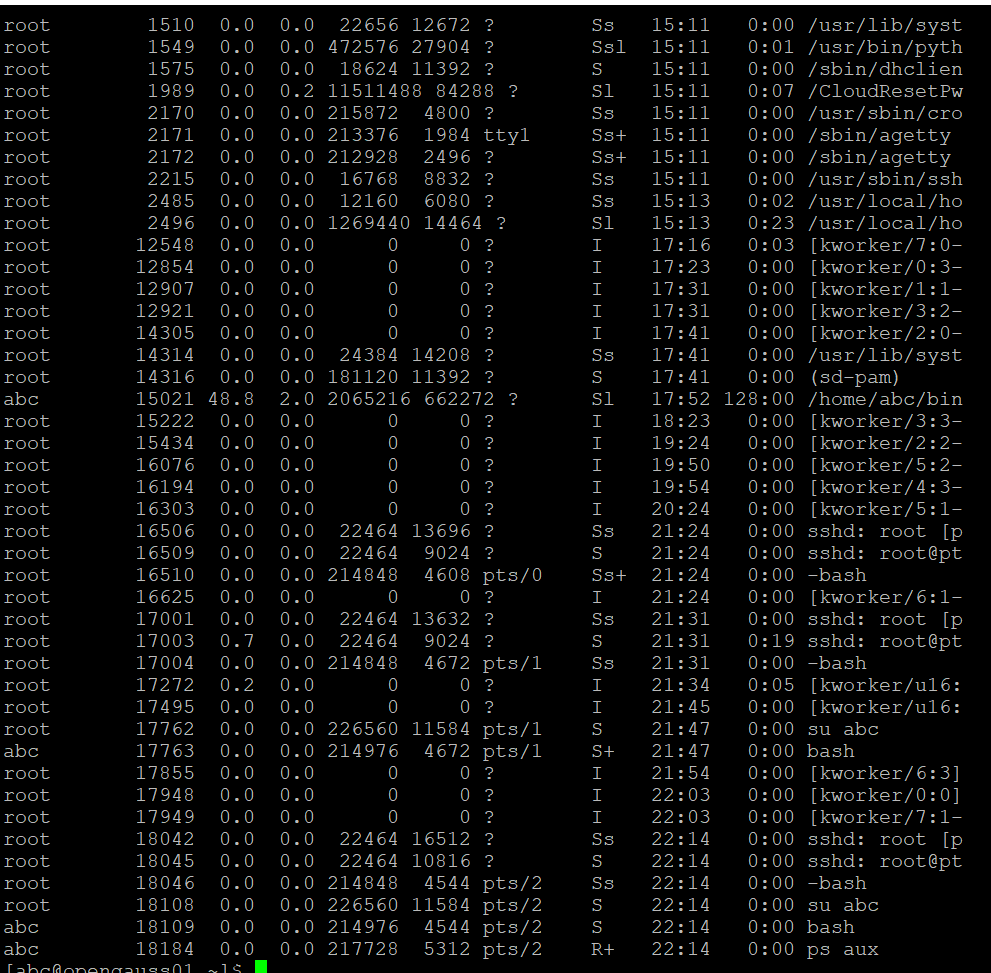 root        1510  0.0  0.0  22656 12672 ?        Ss   15:11   0:00 /usr/lib/syst
root        1549  0.0  0.0 472576 27904 ?        Ssl  15:11   0:01 /usr/bin/pyth
root        1575  0.0  0.0  18624 11392 ?        S    15:11   0:00 /sbin/dhclien
root        1989  0.0  0.2 11511488 84288 ?      Sl   15:11   0:07 /CloudResetPw
root        2170  0.0  0.0 215872  4800 ?        Ss   15:11   0:00 /usr/sbin/cro
root        2171  0.0  0.0 213376  1984 tty1     Ss+  15:11   0:00 /sbin/agetty
root        2172  0.0  0.0 212928  2496 ?        Ss+  15:11   0:00 /sbin/agetty
root        2215  0.0  0.0  16768  8832 ?        Ss   15:11   0:00 /usr/sbin/ssh
root        2485  0.0  0.0  12160  6080 ?        Ss   15:13   0:02 /usr/local/ho
root        2496  0.0  0.0 1269440 14464 ?       Sl   15:13   0:23 /usr/local/ho
root       12548  0.0  0.0      0     0 ?        I    17:16   0:03 [kworker/7:0-
root       12854  0.0  0.0      0     0 ?        I    17:23   0:00 [kworker/0:3-
root       12907  0.0  0.0      0     0 ?        I    17:31   0:00 [kworker/1:1-
root       12921  0.0  0.0      0     0 ?        I    17:31   0:00 [kworker/3:2-
root       14305  0.0  0.0      0     0 ?        I    17:41   0:00 [kworker/2:0-
root       14314  0.0  0.0  24384 14208 ?        Ss   17:41   0:00 /usr/lib/syst
root       14316  0.0  0.0 181120 11392 ?        S    17:41   0:00 (sd-pam)
abc        15021 48.8  2.0 2065216 662272 ?      Sl   17:52 128:00 /home/abc/bin
root       15222  0.0  0.0      0     0 ?        I    18:23   0:00 [kworker/3:3-
root       15434  0.0  0.0      0     0 ?        I    19:24   0:00 [kworker/2:2-
root       16076  0.0  0.0      0     0 ?        I    19:50   0:00 [kworker/5:2-
root       16194  0.0  0.0      0     0 ?        I    19:54   0:00 [kworker/4:3-
root       16303  0.0  0.0      0     0 ?        I    20:24   0:00 [kworker/5:1-
root       16506  0.0  0.0  22464 13696 ?        Ss   21:24   0:00 sshd: root [p
root       16509  0.0  0.0  22464  9024 ?        S    21:24   0:00 sshd: root@pt
root       16510  0.0  0.0 214848  4608 pts/0    Ss+  21:24   0:00 -bash
root       16625  0.0  0.0      0     0 ?        I    21:24   0:00 [kworker/6:1-
root       17001  0.0  0.0  22464 13632 ?        Ss   21:31   0:00 sshd: root [p
root       17003  0.7  0.0  22464  9024 ?        S    21:31   0:19 sshd: root@pt
root       17004  0.0  0.0 214848  4672 pts/1    Ss   21:31   0:00 -bash
root       17272  0.2  0.0      0     0 ?        I    21:34   0:05 [kworker/u16:
root       17495  0.0  0.0      0     0 ?        I    21:45   0:00 [kworker/u16:
root       17762  0.0  0.0 226560 11584 pts/1    S    21:47   0:00 su abc
abc        17763  0.0  0.0 214976  4672 pts/1    S+   21:47   0:00 bash
root       17855  0.0  0.0      0     0 ?        I    21:54   0:00 [kworker/6:3]
root       17948  0.0  0.0      0     0 ?        I    22:03   0:00 [kworker/0:0]
root       17949  0.0  0.0      0     0 ?        I    22:03   0:00 [kworker/7:1-
root       18042  0.0  0.0  22464 16512 ?        Ss   22:14   0:00 sshd: root [p
root       18045  0.0  0.0  22464 10816 ?        S    22:14   0:00 sshd: root@pt
root       18046  0.0  0.0 214848  4544 pts/2    Ss   22:14   0:00 -bash
root       18108  0.0  0.0 226560 11584 pts/2    S    22:14   0:00 su abc
abc        18109  0.0  0.0 214976  4544 pts/2    S    22:14   0:00 bash
abc        18184  0.0  0.0 217728  5312 pts/2    R+   22:14   0:00 ps aux
[abc@opengauss01 ~]$